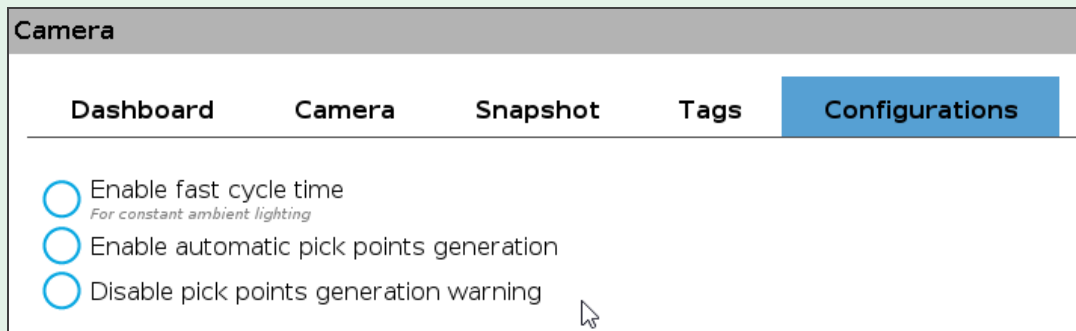 Camera
Dashboard Camera Snapshot Tags Configurations
Enable fast cycle time
For constant ambient lighting
Enable automatic pick points generation
Disable pick points generation warning